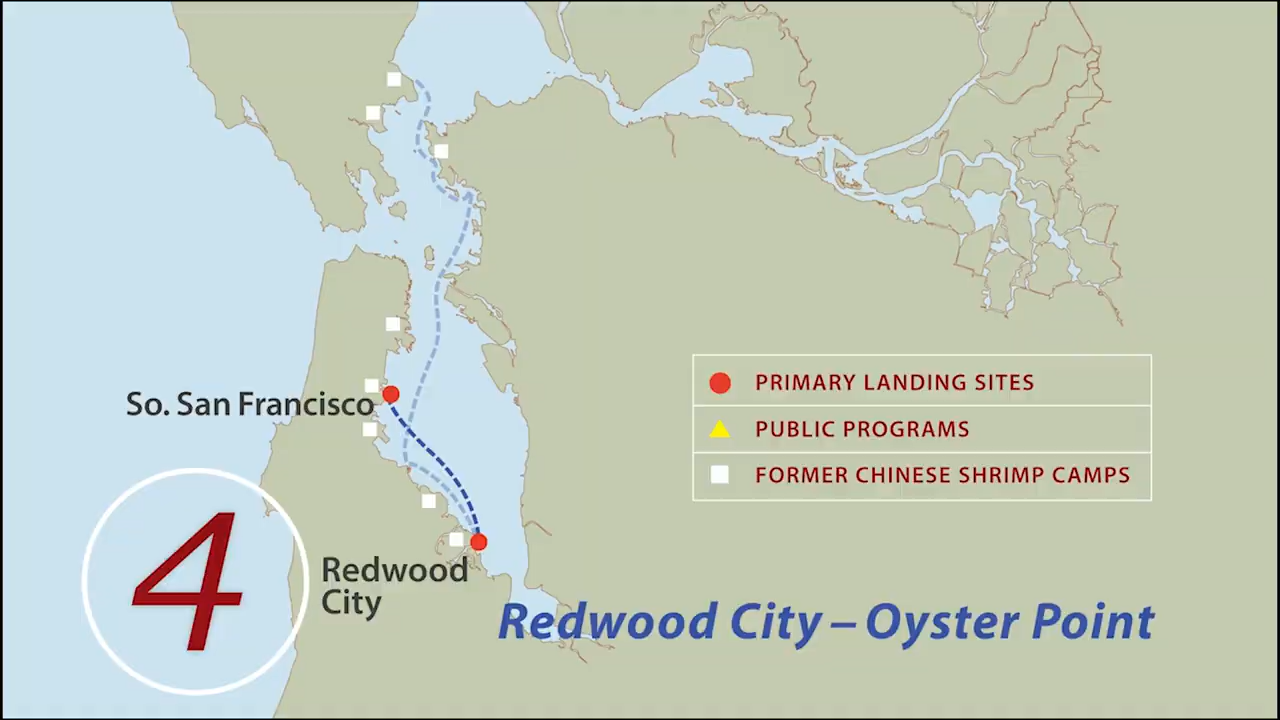 PRIMARY LANDING SITES
So. San Francisco
PUBLIC PROGRAMS
FORMER CHINESE SHRIMP CAMPS
4
Redwood
City
Redwood City – Oyster Point